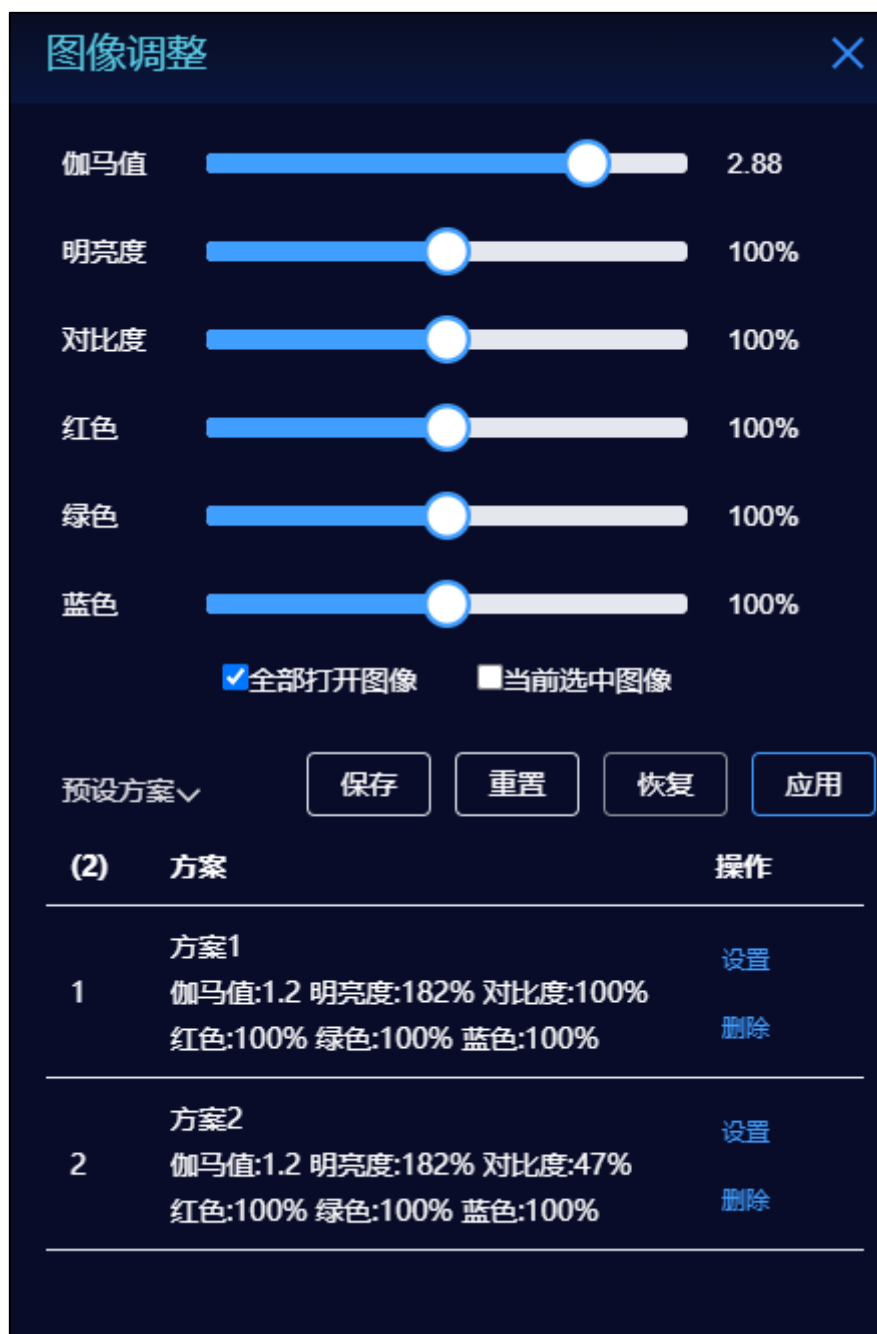 图像调整
伽马值 2.88
明亮度 100%
对比度 100%
红色 100%
绿色 100%
蓝色 100%
全部打开图像 当前选中图像
预设方案 保存 重置 恢复 应用
(2) 方案 操作
方案1
设置
1 伽马值:1.2 明亮度:182% 对比度:100%
红色:100% 绿色:100% 蓝色:100%
删除
方案2
设置
2 伽马值:1.2 明亮度:182% 对比度:47%
红色:100% 绿色:100% 蓝色:100%
删除